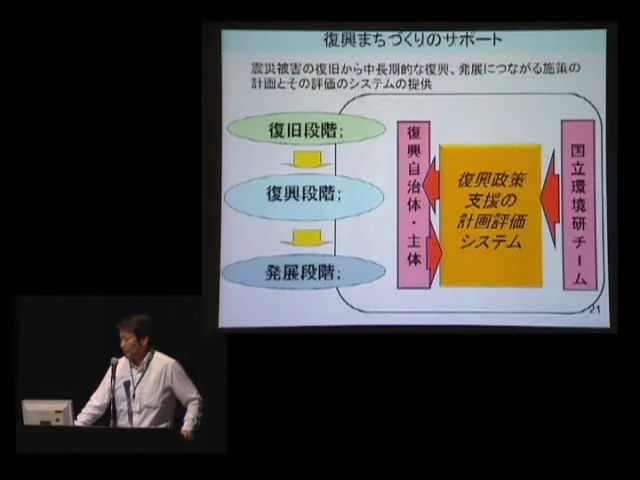 復興まちづくりのサポート
震災被害の復旧から中長期的な復興、発展につながる施策の
計画とその評価のシステムの提供
復旧段階;
復興段階;
発展段階;
復興自治体・主体
復興政策
支援の
計画評価
システム
国立環境研チーム
21